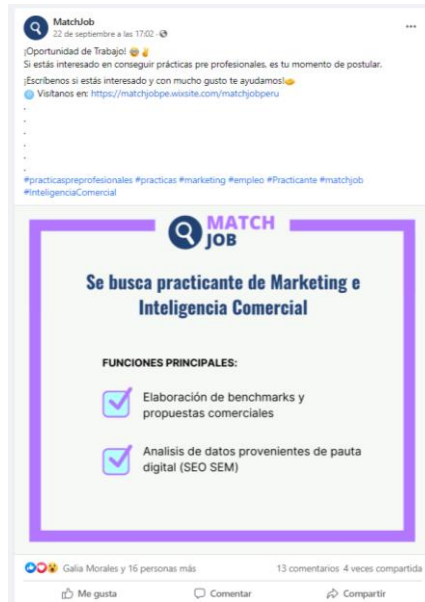 MatchJob
22 de septiembre a las 17:02 ·
¡Oportunidad de Trabajo!
Si estás interesado en conseguir prácticas pre profesionales, es tu momento de postular.
¡Escríbenos si estás interesado y con mucho gusto te ayudamos!
Visítanos en: https://matchjobpe.wixsite.com/matchjobperu
.
.
.
.
.
.
#practicaspreprofesionales #practicas #marketing #empleo #Practicante #matchjob
#InteligenciaComercial
MATCH
JOB
Se busca practicante de Marketing e
Inteligencia Comercial
FUNCIONES PRINCIPALES:
Elaboración de benchmarks y
propuestas comerciales
Analisis de datos provenientes de pauta
digital (SEO SEM)
Galia Morales y 16 personas más
13 comentarios 4 veces compartida
Me gusta
Comentar
Compartir